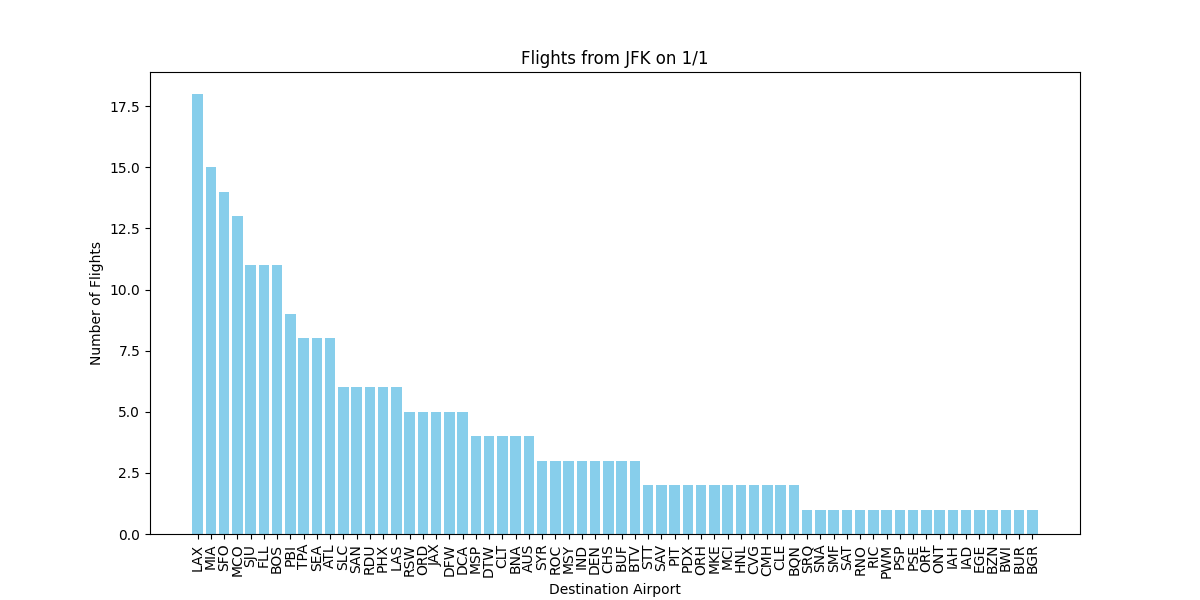 Flights from JFK on 1/1
Number of Flights
17.5
15.0
12.5
10.0
7.5
5.0
2.5
0.0
LAX
MIA
SFO
MCO
SJU
FLL
BOS
PBI
TPA
SEA
ATL
SLC
SAN
RDU
PHX
LAS
RSW
ORD
JAX
DFW
DCA
MSP
DTW
CLT
BNA
AUS
SYR
ROC
MSY
IND
DEN
CHS
BUF
BTV
STT
SAV
PIT
PDX
ORH
MKE
MCI
HNL
CVG
CMH
CLE
BQN
SRQ
SNA
SMF
SAT
RNO
RIC
PWM
PSP
PSE
ORF
ONT
IAH
IAD
EGE
BZN
BWI
BUR
BGR
Destination Airport